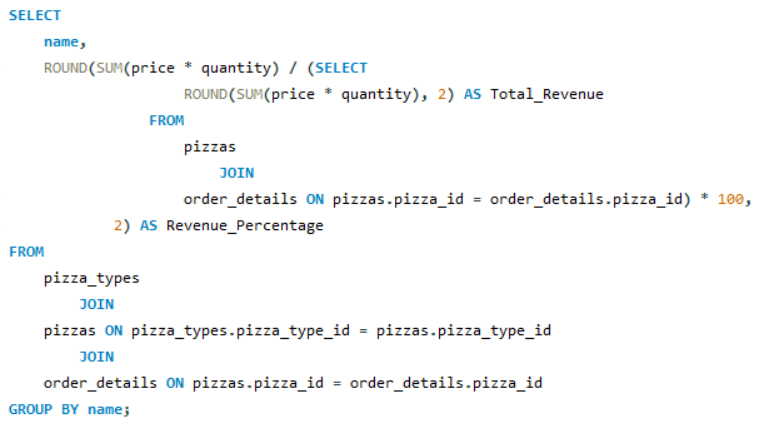 SELECT
name,
ROUND(SUM(price * quantity) / (SELECT
ROUND(SUM(price * quantity), 2) AS Total_Revenue
FROM
pizzas
JOIN
order_details ON pizzas.pizza_id = order_details.pizza_id) * 100,
2) AS Revenue_Percentage
FROM
pizza_types
JOIN
pizzas ON pizza_types.pizza_type_id = pizzas.pizza_type_id
JOIN
order_details ON pizzas.pizza_id = order_details.pizza_id
GROUP BY name;